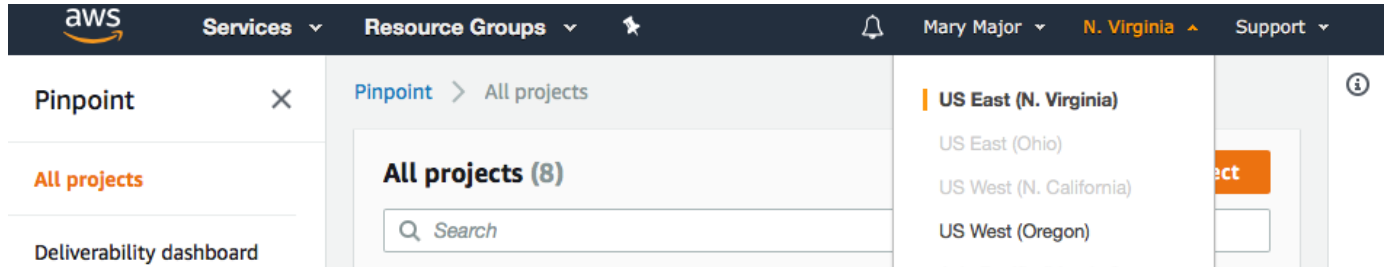 aws Services Resource Groups Mary Major N. Virginia Support
Pinpoint
Pinpoint > All projects
US East (N. Virginia)
US East (Ohio)
All projects
All projects (8)
US West (N. California)
Search
US West (Oregon)
Deliverability dashboard